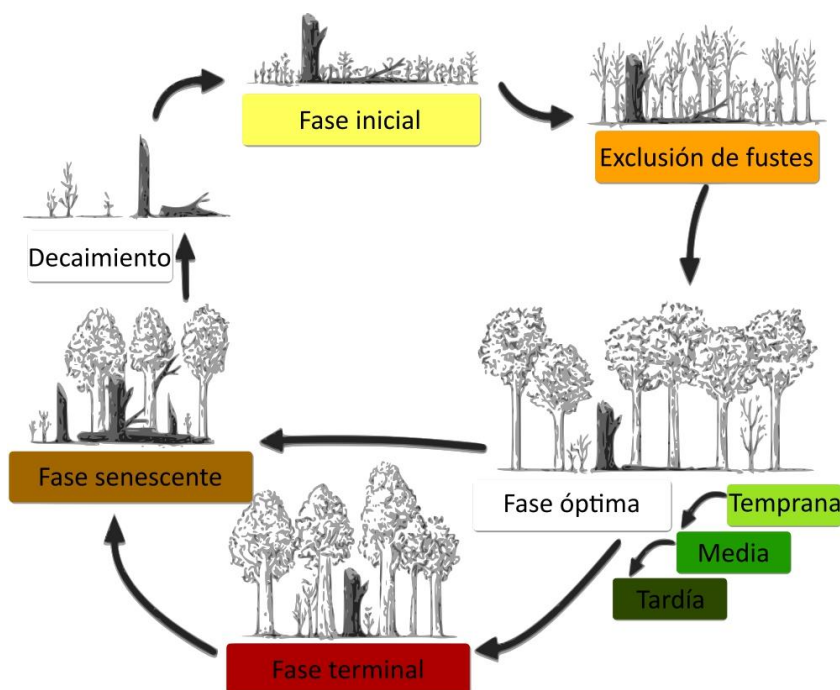 Fase inicial
Exclusión de fustes
Decaimiento
Fase senescente
Fase óptima
Temprana
Media
Tardía
Fase terminal